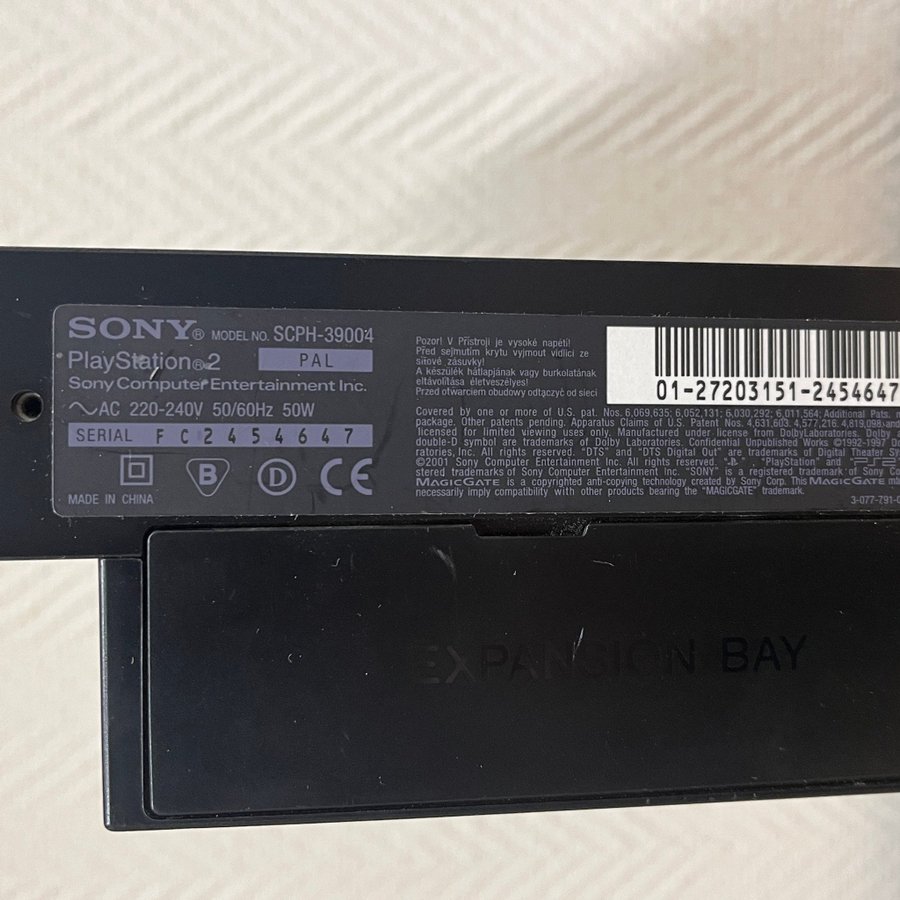 SONY® MODEL NO. SCPH-39004
PlayStation®2 PAL
Sony Computer Entertainment Inc.
AC 220-240V 50/60Hz 50W
SERIAL FC2454647
B D CE
MADE IN CHINA
Pozor! V Přístroji je vysoké napětí!
Před sejmutím krytu vyjmout vidlici ze
síťové zásuvky!
A készülék hátlapjának vagy burkolatának
eltávolítása életveszélyes!
Przed otwarciem obudowy odtączyć od sieci
01-27203151-2454647
Covered by one or more of U.S. pat. Nos. 6,069,635; 6,052,131; 6,030,292; 6,011,564; Additional Pats.
package. Other patents pending. Apparatus Claims of U.S. Patent Nos. 4,631,603, 4,577,216, 4,819,098, and
licensed for limited viewing uses only. Manufactured under license from DolbyLaboratories. Dolby
double-D symbol are trademarks of Dolby Laboratories. Confidential Unpublished Works ©1992-1997
ratories, Inc. All rights reserved. "DTS" and "DTS Digital Out" are trademarks of Digital Theater
©2001 Sony Computer Entertainment Inc. All rights reserved. "PlayStation" and
stered trademarks of Sony Computer Entertainment Inc. "SONY" is a registered trademark of Sony
MAGICGATE is a copyrighted anti-copying technology created by Sony Corp. This MAGICGATE
necessarily imply compatibility with other products bearing the "MAGICGATE" trademark.
3-077-791-
EXPANSION BAY